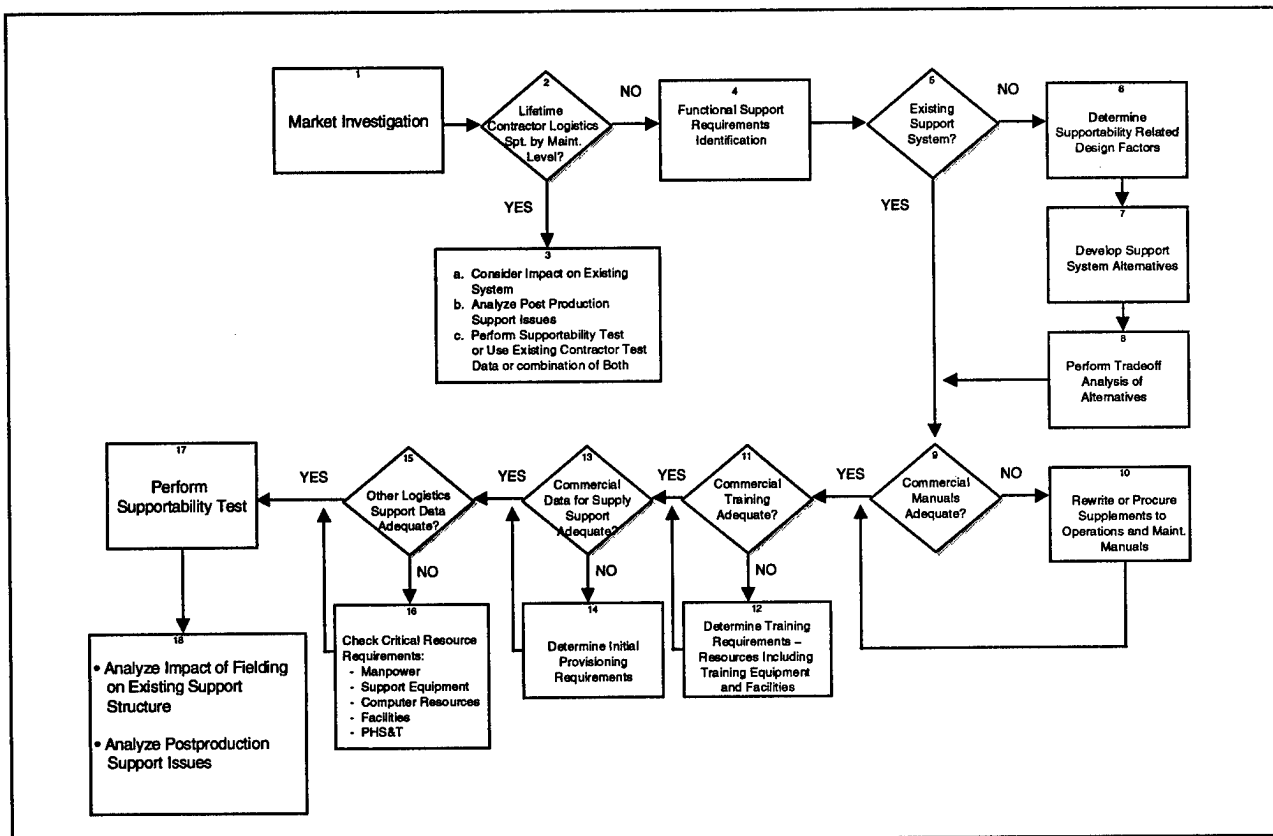 1
Market Investigation
2
Lifetime
Contractor Logistics
Spt. by Maint.
Level?
NO
YES
3
a. Consider Impact on Existing
System
b. Analyze Post Production
Support Issues
c. Perform Supportability Test
or Use Existing Contractor Test
Data or combination of Both
4
Functional Support
Requirements
Identification
5
Existing
Support
System?
NO
YES
6
Determine
Supportability Related
Design Factors
7
Develop Support
System Alternatives
8
Perform Tradeoff
Analysis of
Alternatives
9
Commercial
Manuals
Adequate?
YES
NO
10
Rewrite or Procure
Supplements to
Operations and Maint.
Manuals
11
Commercial
Training
Adequate?
YES
NO
12
Determine Training
Requirements –
Resources Including
Training Equipment
and Facilities
13
Commercial
Data for Supply
Support
Adequate?
YES
NO
14
Determine Initial
Provisioning
Requirements
15
Other Logistics
Support Data
Adequate?
YES
NO
16
Check Critical Resource
Requirements:
- Manpower
- Support Equipment
- Computer Resources
- Facilities
- PHS&T
17
Perform
Supportability Test
18
• Analyze Impact of Fielding
on Existing Support
Structure
• Analyze Postproduction
Support Issues